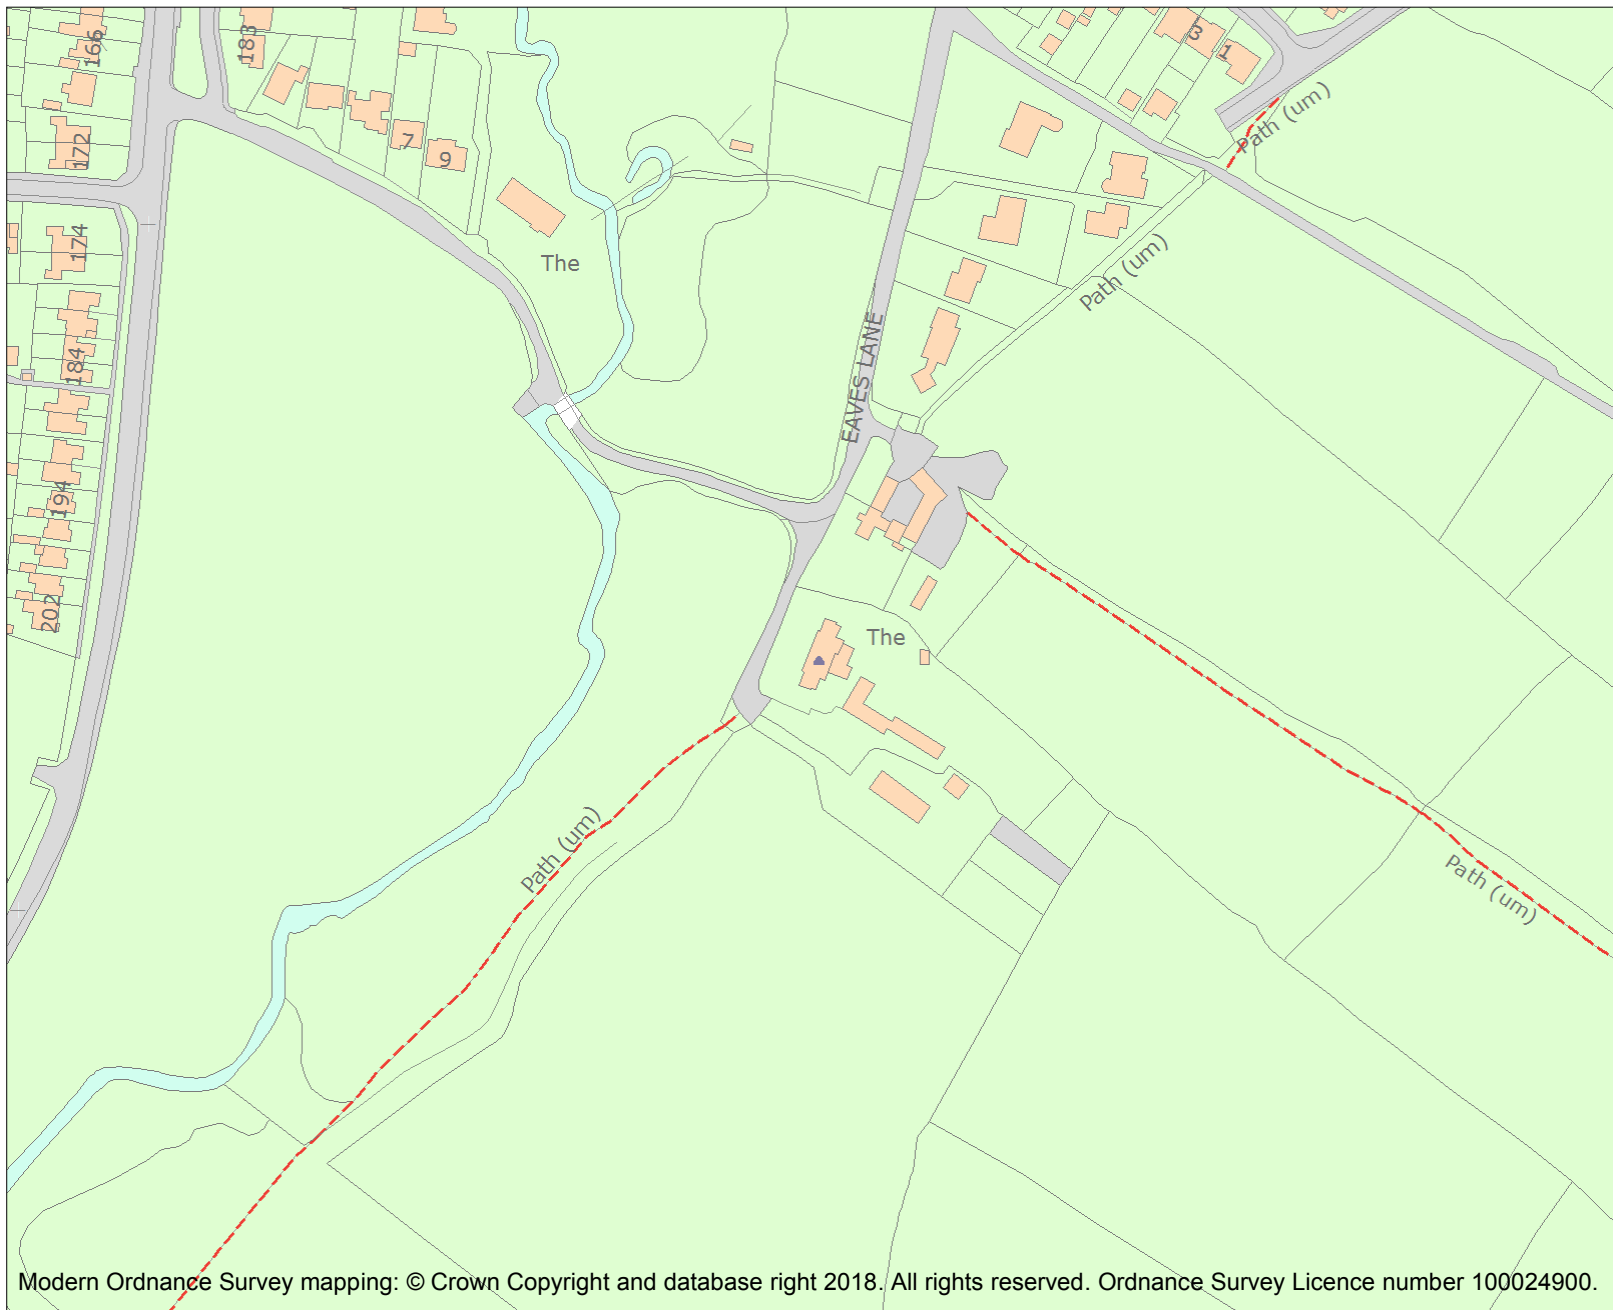 166
183
3
1
Path (um)
172
7
9
174
The
Path (um)
184
EAVES LANE
194
202
The
Path (um)
Path (um)
Modern Ordnance Survey mapping: © Crown Copyright and database right 2018. All rights reserved. Ordnance Survey Licence number 100024900.